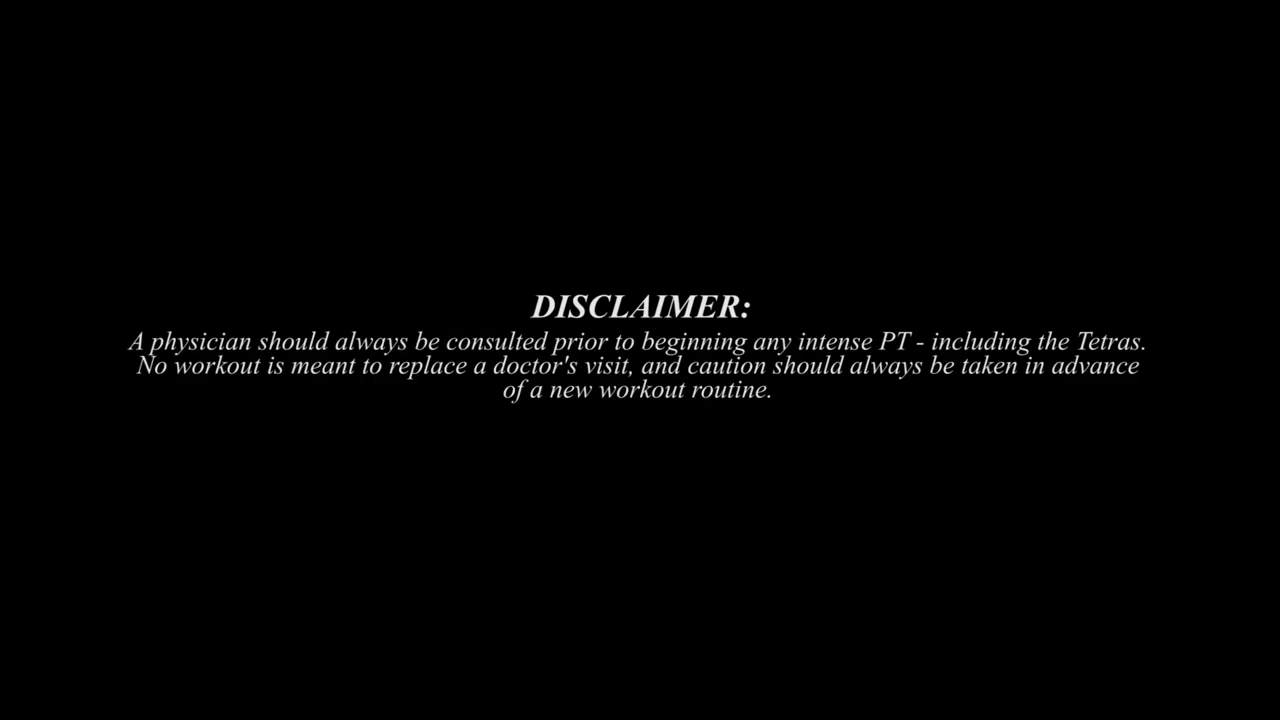 DISCLAIMER:
A physician should always be consulted prior to beginning any intense PT - including the Tetras.
No workout is meant to replace a doctor's visit, and caution should always be taken in advance
of a new workout routine.